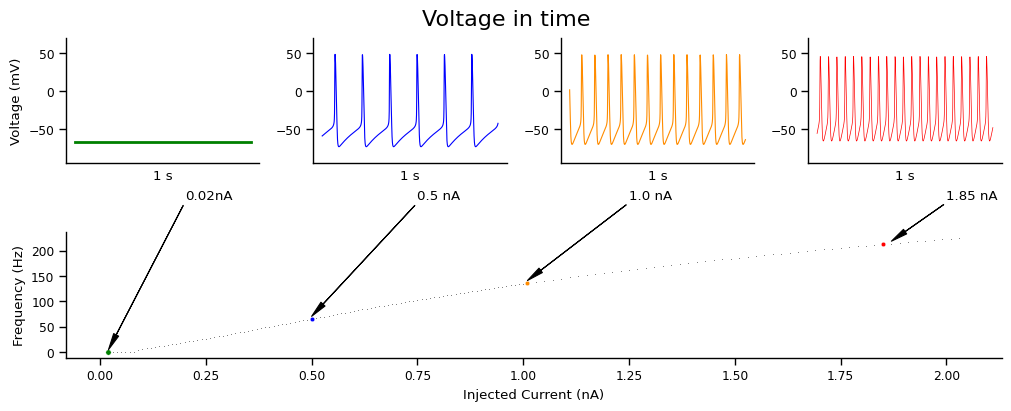 Voltage in time
Voltage (mV)
50
0
−50
1 s
50
0
−50
1 s
50
0
−50
1 s
50
0
−50
1 s
0.02nA
0.5 nA
1.0 nA
1.85 nA
Frequency (Hz)
200
150
100
50
0
0.00 0.25 0.50 0.75 1.00 1.25 1.50 1.75 2.00
Injected Current (nA)